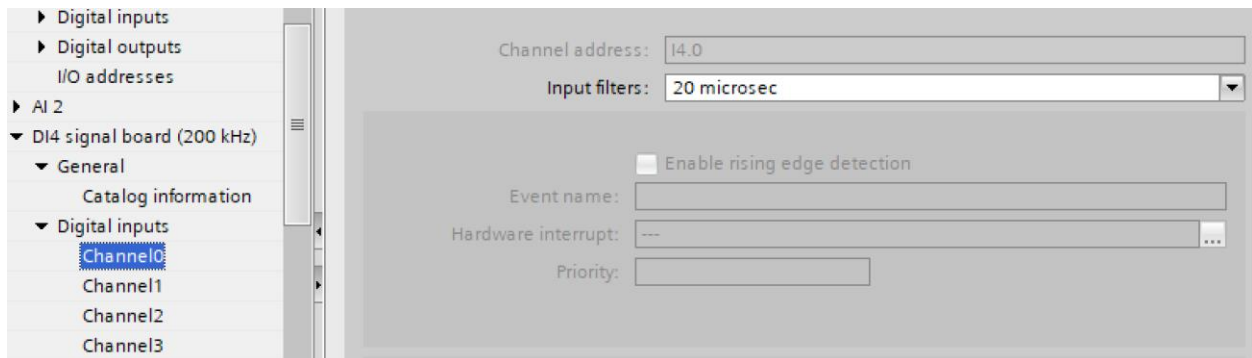 Digital inputs
Digital outputs
I/O addresses
AI 2
DI4 signal board (200 kHz)
General
Catalog information
Digital inputs
Channel0
Channel1
Channel2
Channel3
Channel address: I4.0
Input filters: 20 microsec
Enable rising edge detection
Event name:
Hardware interrupt: ---
...
Priority: